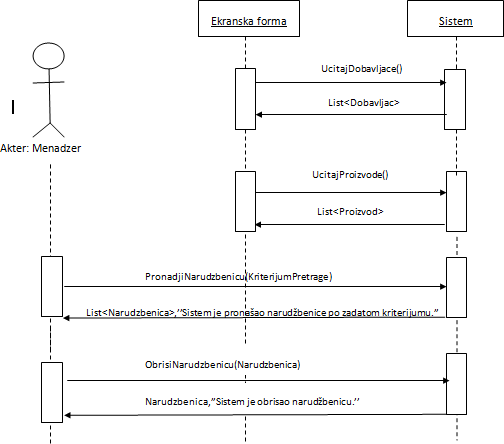 Ekranska forma
Sistem
UcitajDobavljace()
List<Dobavljac>
Akter: Menadzer
UcitajProizvode()
List<Proizvod>
PronadjiNarudzbenicu(KriterijumPretrage)
List<Narudzbenica>,"Sistem je pronašao narudžbenice po zadatom kriterijumu."
ObrisiNarudzbenicu(Narudzbenica)
Narudzbenica,"Sistem je obrisao narudžbenicu.''